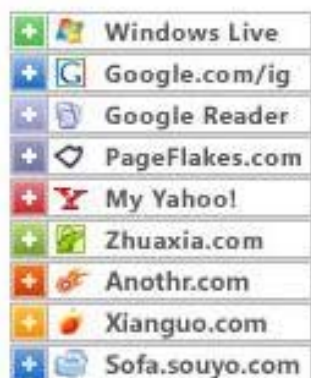 Windows Live
Google.com/ig
Google Reader
PageFlakes.com
My Yahoo!
Zhuaxia.com
Anothr.com
Xianguo.com
Sofa.souyo.com